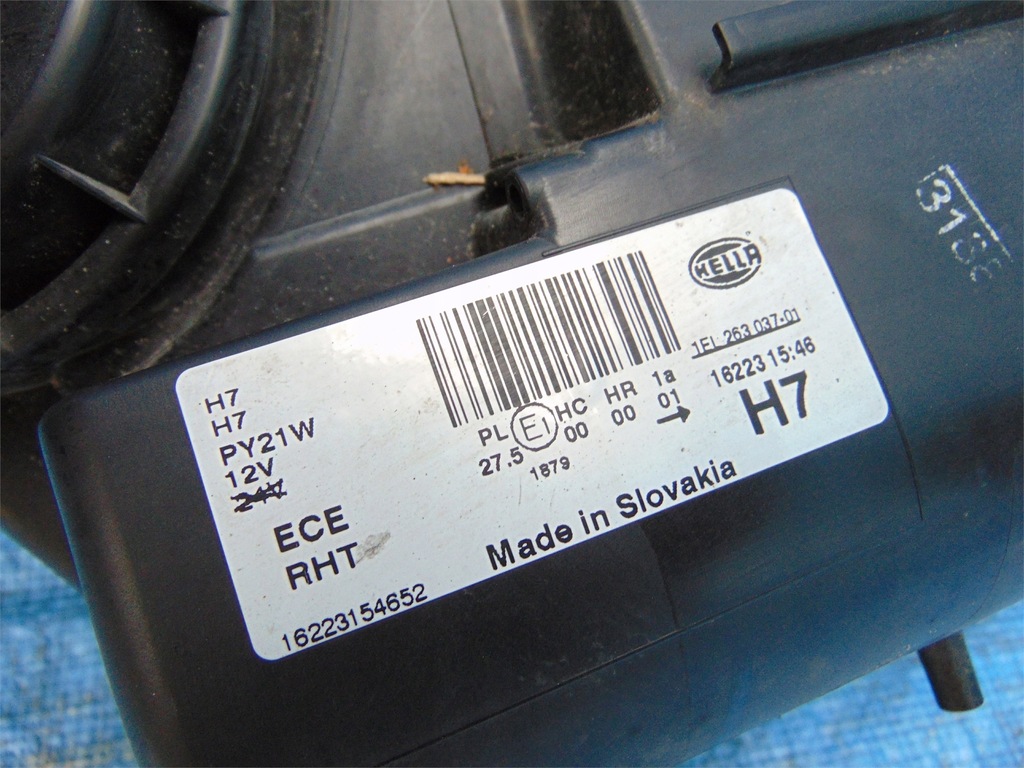 HELLA
1EL 263 037-01
16223 15:46
H7
H7
H7
PY21W
12V
24V
PL E1 HC HR 1a
27.5 00 00 01 →
1879
ECE
RHT
Made in Slovakia
16223154652